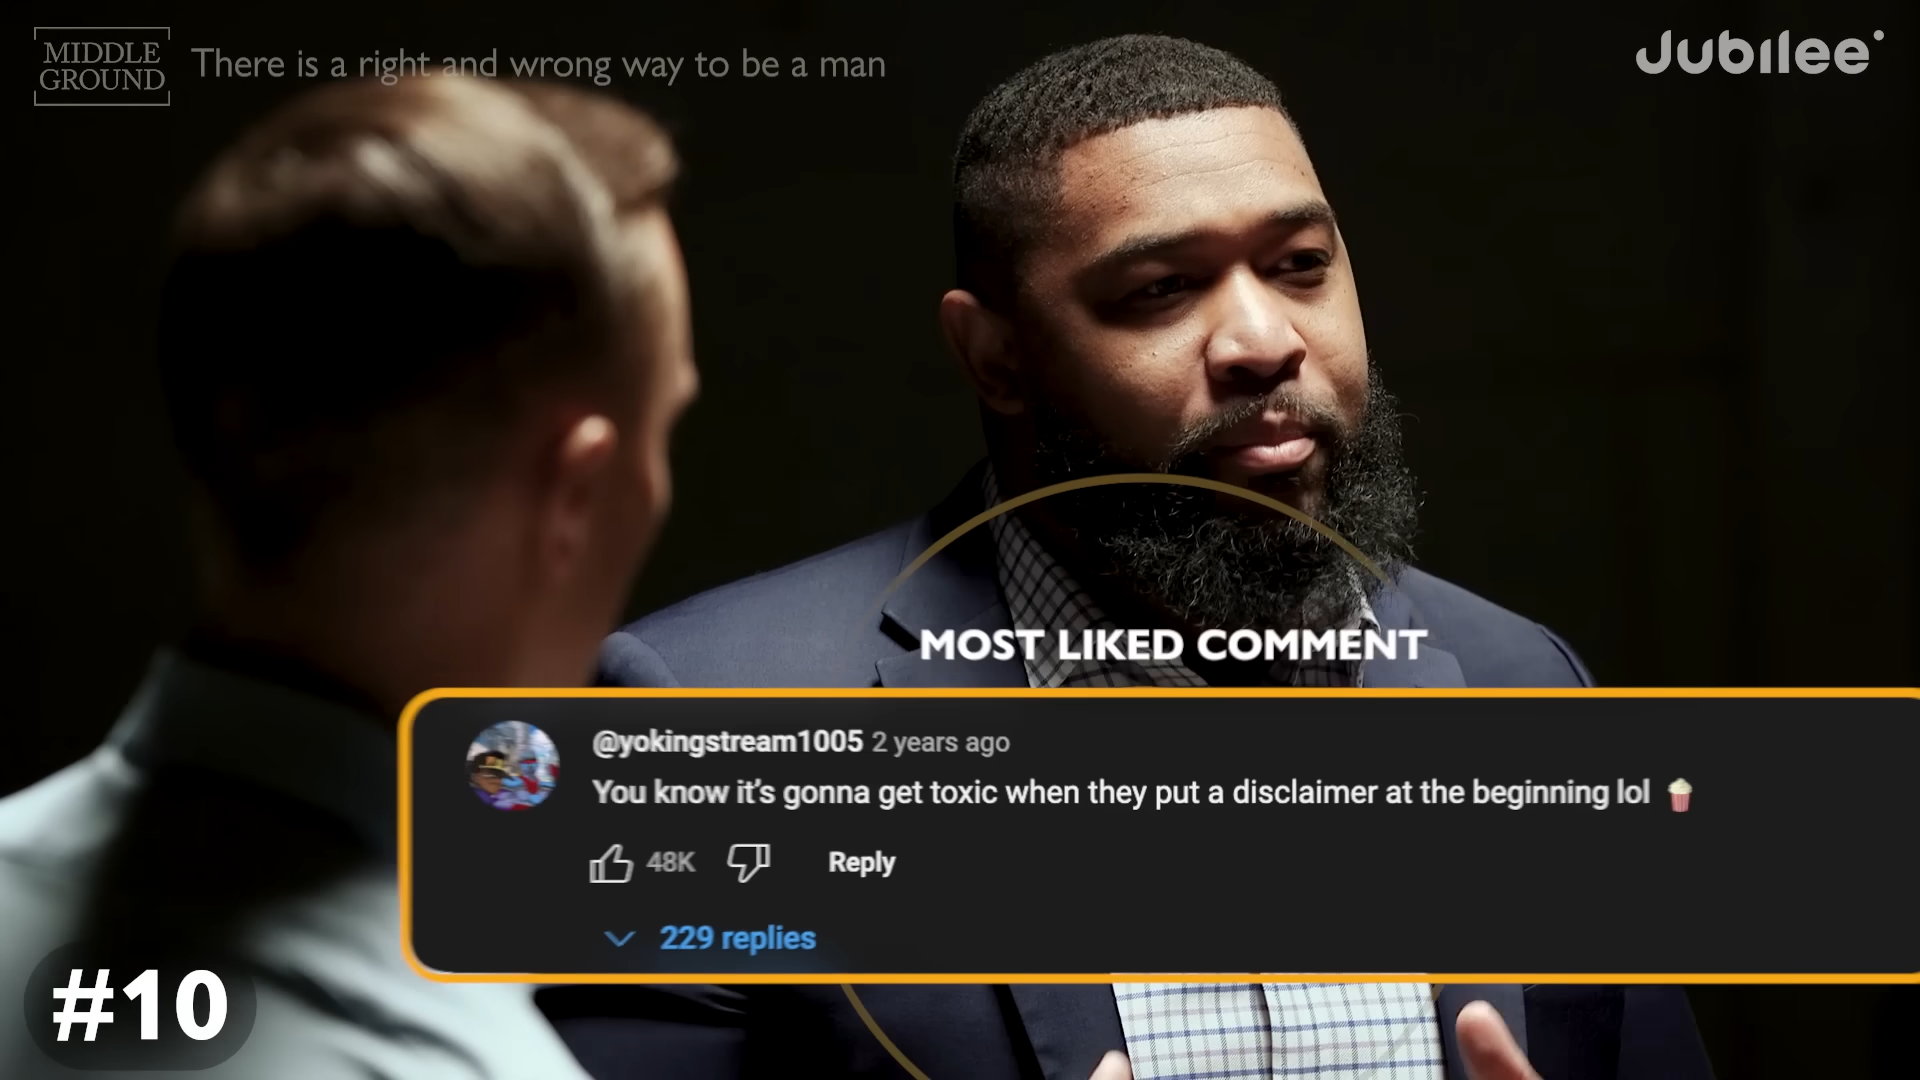 MIDDLE
GROUND
There is a right and wrong way to be a man
Jubilee
MOST LIKED COMMENT
@yokingstream1005 2 years ago
You know it's gonna get toxic when they put a disclaimer at the beginning lol 🍿
48K
Reply
229 replies
#10